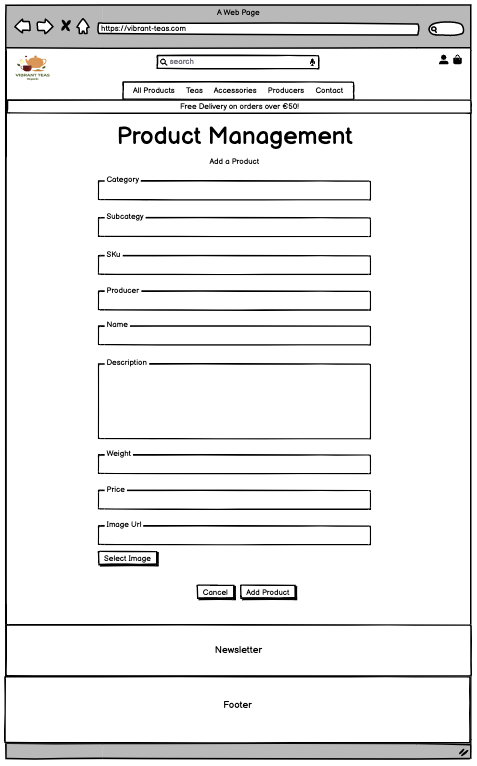 A Web Page
https://vibrant-teas.com
VIBRANT TEAS
search
All Products Teas Accessories Producers Contact
Free Delivery on orders over €50!
Product Management
Add a Product
Category
Subcategy
SKu
Producer
Name
Description
Weight
Price
Image Url
Select Image
Cancel Add Product
Newsletter
Footer